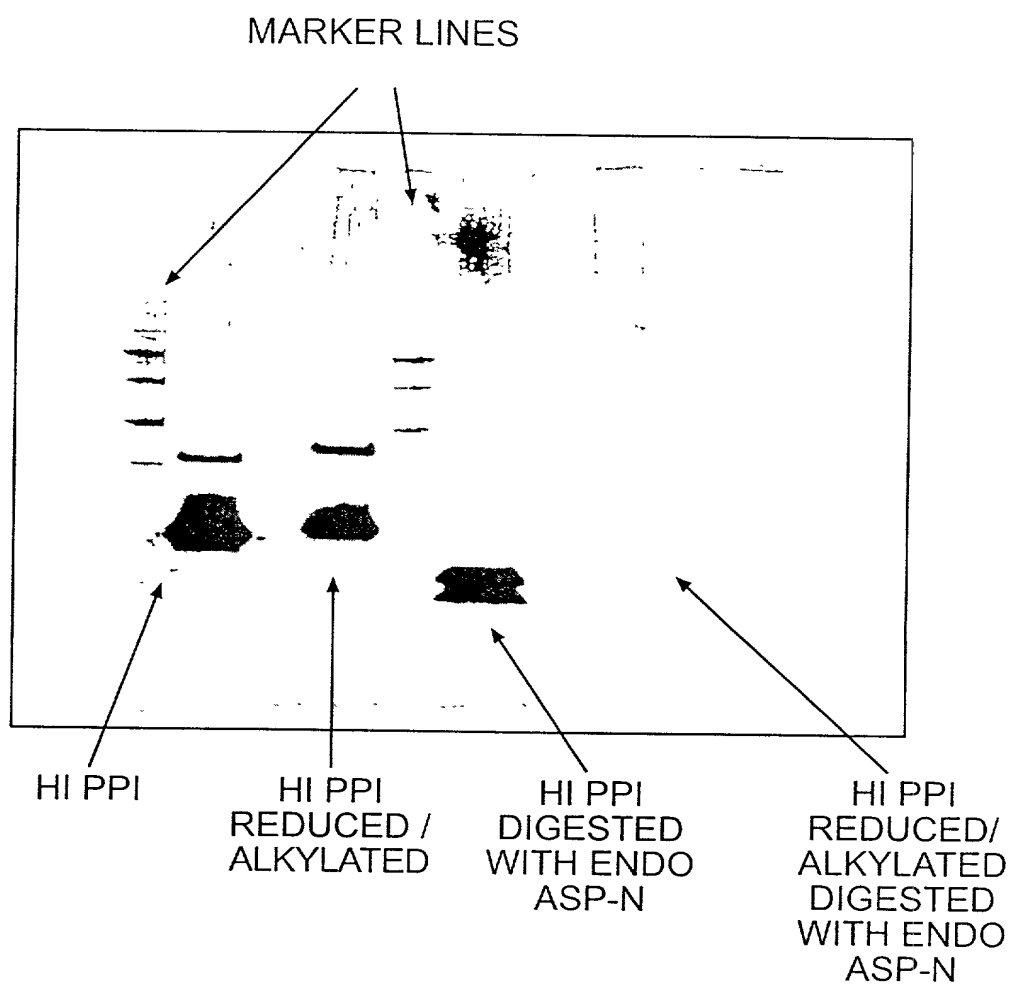 MARKER LINES
HI PPI
HI PPI
REDUCED /
ALKYLATED
HI PPI
DIGESTED
WITH ENDO
ASP-N
HI PPI
REDUCED/
ALKYLATED
DIGESTED
WITH ENDO
ASP-N